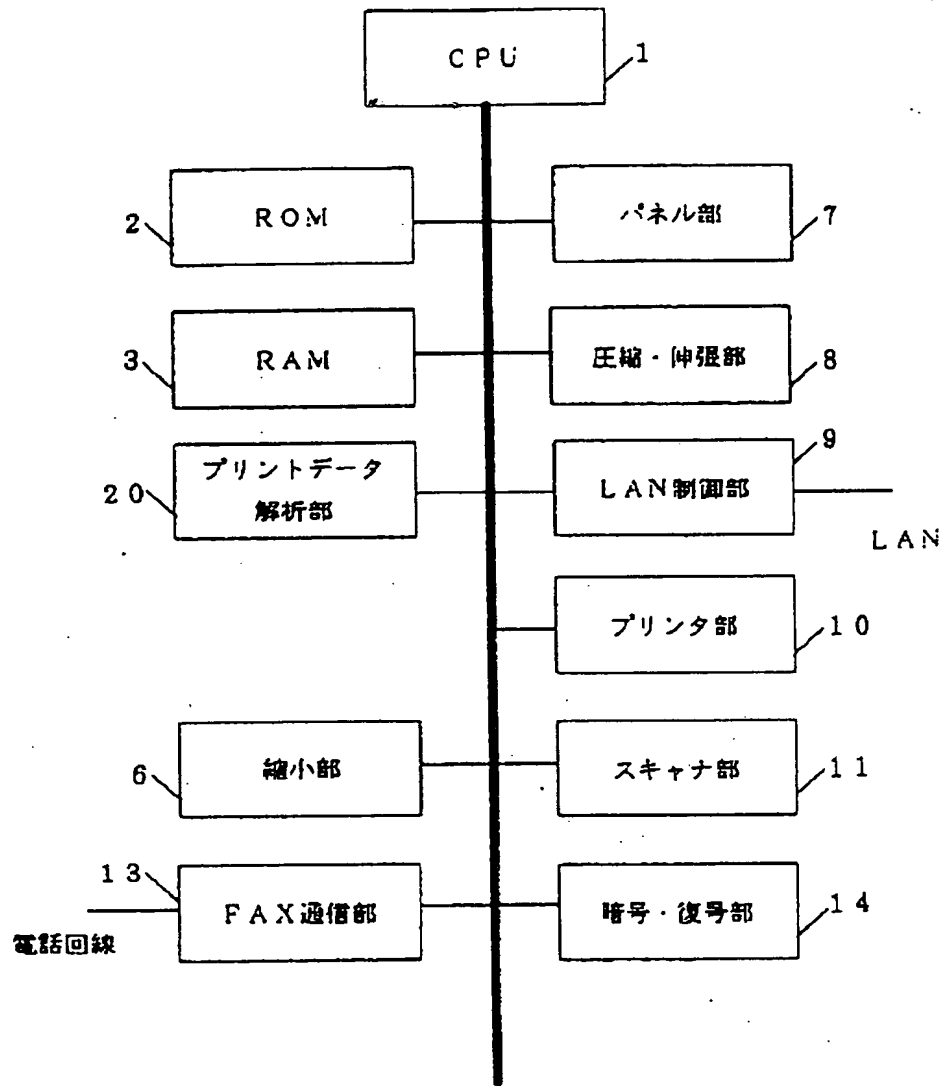 CPU
1
2
ROM
パネル部
7
3
RAM
圧縮・伸張部
8
20
プリントデータ
解析部
9
LAN制御部
LAN
プリンタ部
10
6
縮小部
スキャナ部
11
13
FAX通信部
電話回線
暗号・復号部
14